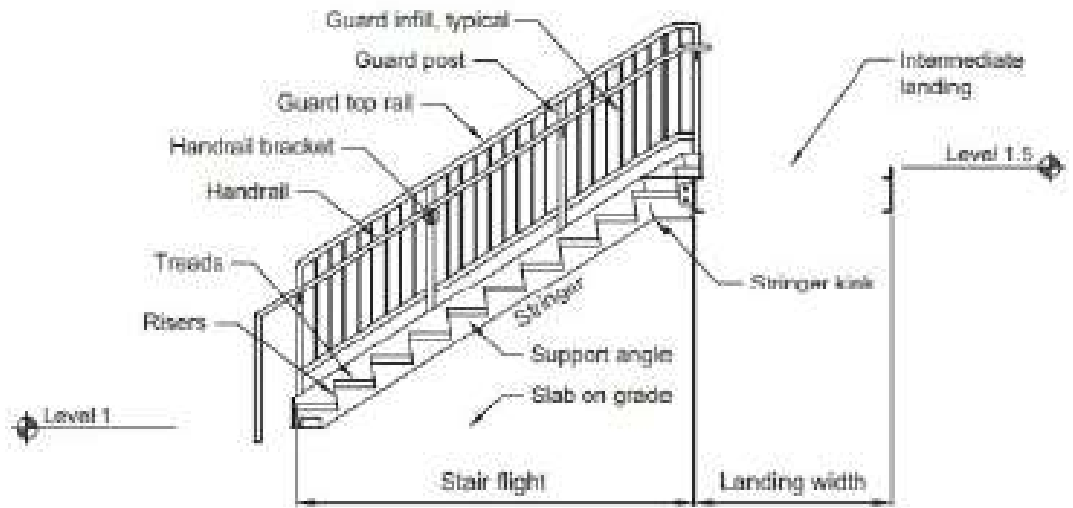 Guard infill, typical
Guard post
Guard top rail
Handrail bracket
Handrail
Treads
Risers
Level 1
Intermediate
landing
Level 1.5
Stringer kink
Stringer
Support angle
Slab on grade
Stair flight
Landing width